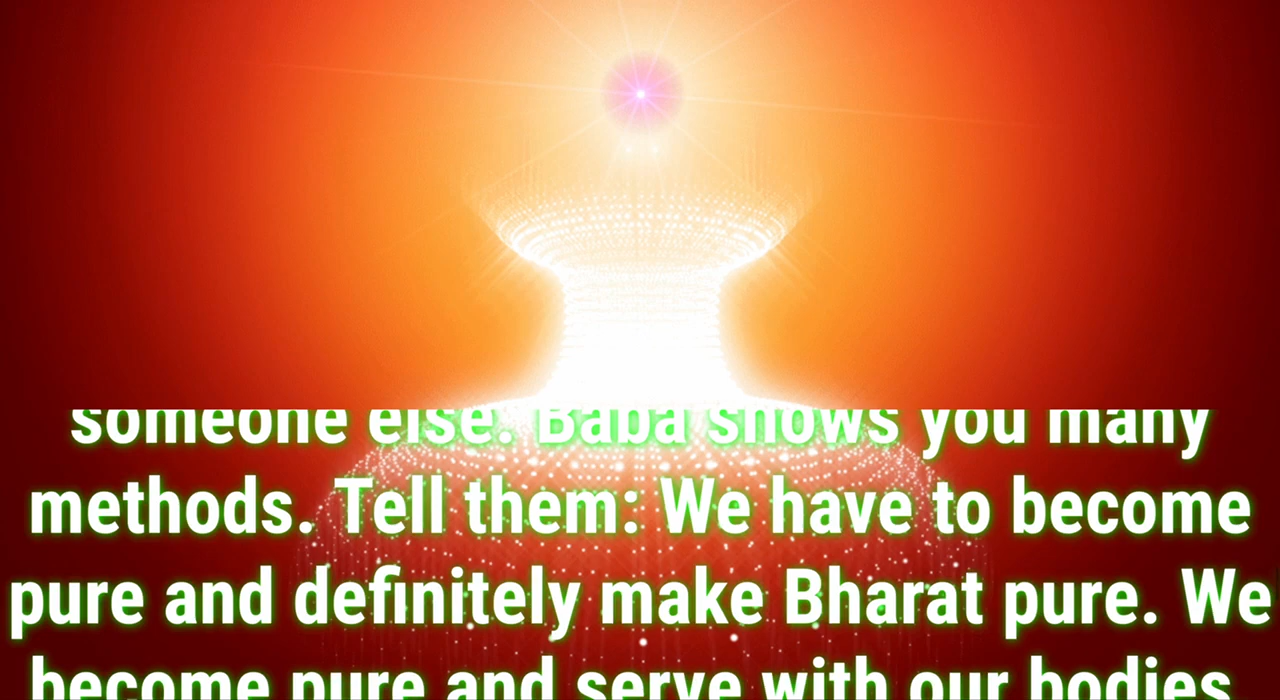 someone else. Baba shows you many
methods. Tell them: We have to become
pure and definitely make Bharat pure. We
become pure and serve with our bodies,